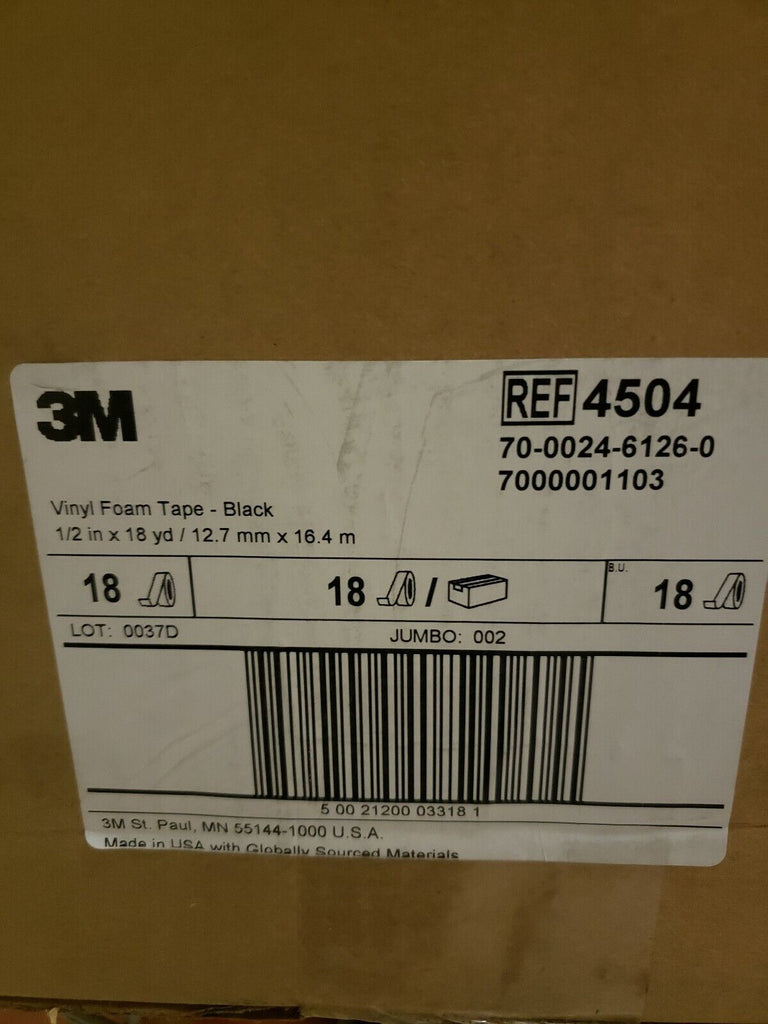 3M
REF 4504
70-0024-6126-0
7000001103
Vinyl Foam Tape - Black
1/2 in x 18 yd / 12.7 mm x 16.4 m
18
18 /
B.U.
18
LOT: 0037D
JUMBO: 002
5 00 21200 03318 1
3M St. Paul, MN 55144-1000 U.S.A.
Made in USA with Globally Sourced Materials